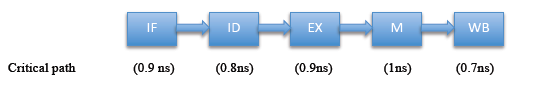 IF ID EX M WB
Critical path (0.9 ns) (0.8ns) (0.9ns) (1ns) (0.7ns)